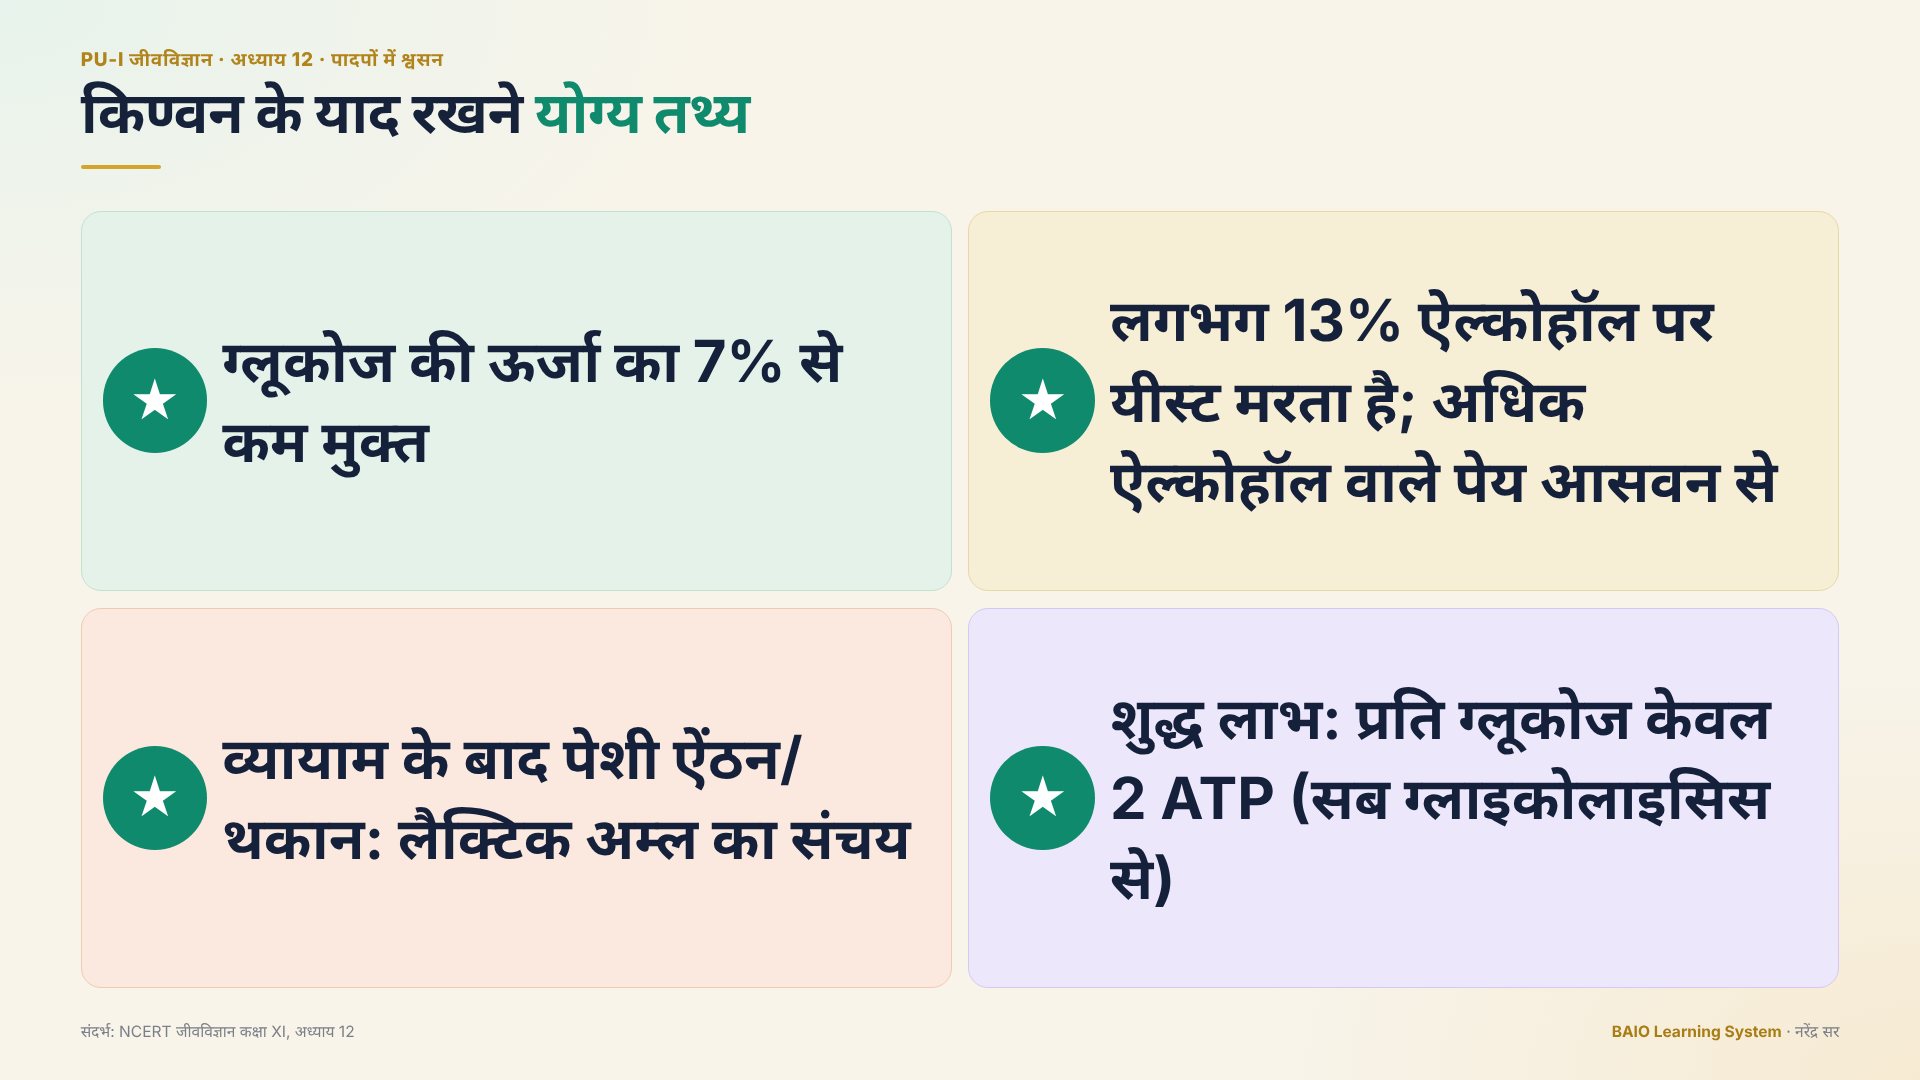 PU-I जीवविज्ञान · अध्याय 12 · पादपों में श्वसन
किण्वन के याद रखने योग्य तथ्य
ग्लूकोज की ऊर्जा का 7% से
कम मुक्त
लगभग 13% ऐल्कोहॉल पर
यीस्ट मरता है; अधिक
ऐल्कोहॉल वाले पेय आसवन से
व्यायाम के बाद पेशी ऐंठन/
थकान: लैक्टिक अम्ल का संचय
शुद्ध लाभ: प्रति ग्लूकोज केवल
2 ATP (सब ग्लाइकोलाइसिस
से)
संदर्भ: NCERT जीवविज्ञान कक्षा XI, अध्याय 12
BAIO Learning System · नरेंद्र सर